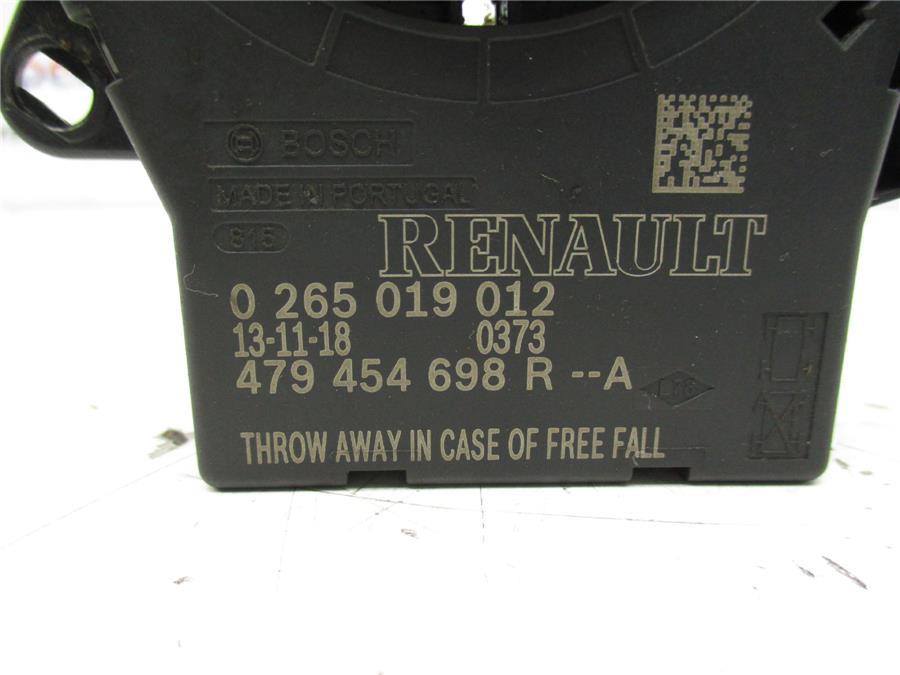 BOSCH
MADE IN PORTUGAL
815
RENAULT
0 265 019 012
13-11-18 0373
479 454 698 R --A
THROW AWAY IN CASE OF FREE FALL